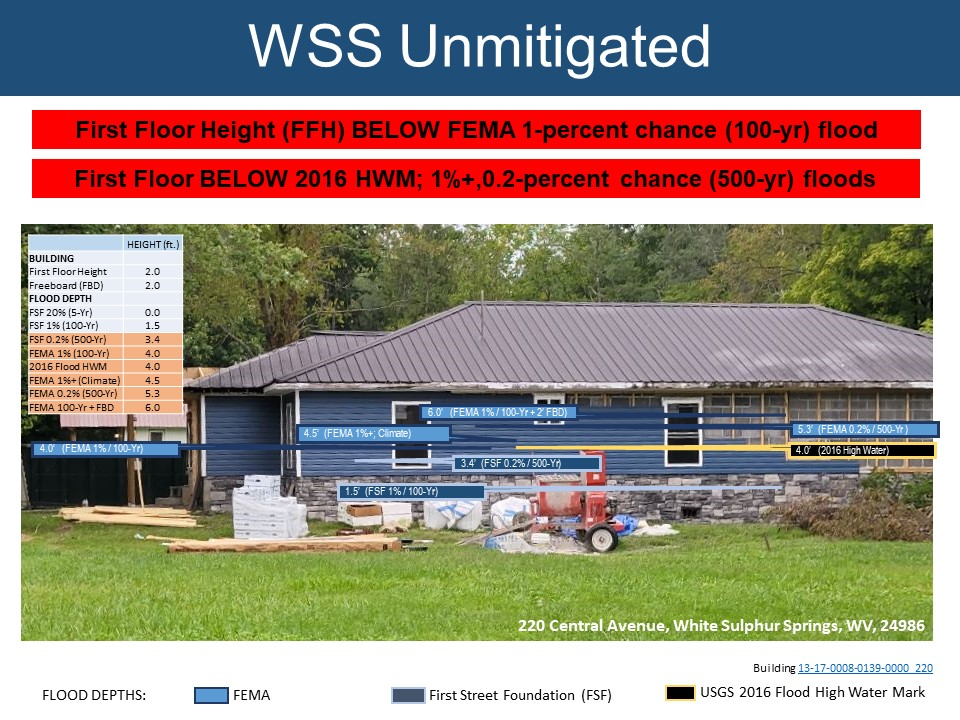 WSS Unmitigated
First Floor Height (FFH) BELOW FEMA 1-percent chance (100-yr) flood
First Floor BELOW 2016 HWM; 1%+,0.2-percent chance (500-yr) floods
HEIGHT (ft.)
BUILDING
First Floor Height 2.0
Freeboard (FBD) 2.0
FLOOD DEPTH
FSF 20% (5-Yr) 0.0
FSF 1% (100-Yr) 1.5
FSF 0.2% (500-Yr) 3.4
FEMA 1% (100-Yr) 4.0
2016 Flood HWM 4.0
FEMA 1%+ (Climate) 4.5
FEMA 0.2% (500-Yr) 5.3
FEMA 100-Yr + FBD 6.0
6.0' (FEMA 1% / 100-Yr + 2' FBD)
5.3' (FEMA 0.2% / 500-Yr )
4.5' (FEMA 1%+; Climate)
4.0' (FEMA 1% / 100-Yr)
4.0' (2016 High Water)
3.4' (FSF 0.2% / 500-Yr)
1.5' (FSF 1% / 100-Yr)
220 Central Avenue, White Sulphur Springs, WV, 24986
Building 13-17-0008-0139-0000_220
FLOOD DEPTHS: FEMA First Street Foundation (FSF) USGS 2016 Flood High Water Mark